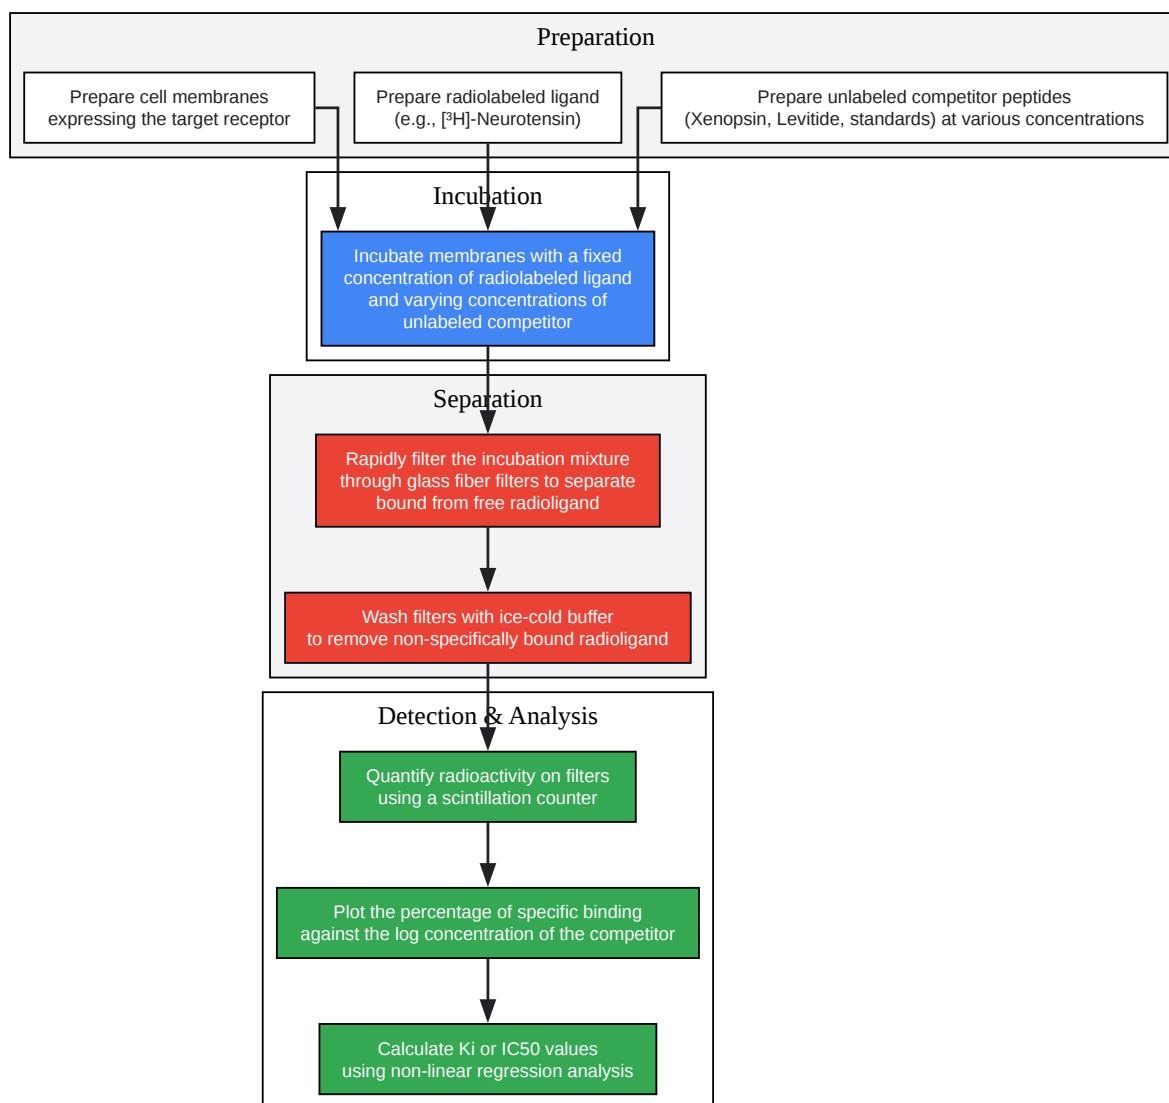 Preparation
Prepare cell membranes
expressing the target receptor
Prepare radiolabeled ligand
(e.g., [³H]-Neurotensin)
Prepare unlabeled competitor peptides
(Xenopsin, Levitide, standards) at various concentrations
Incubation
Incubate membranes with a fixed
concentration of radiolabeled ligand
and varying concentrations of
unlabeled competitor
Separation
Rapidly filter the incubation mixture
through glass fiber filters to separate
bound from free radioligand
Wash filters with ice-cold buffer
to remove non-specifically bound radioligand
Detection & Analysis
Quantify radioactivity on filters
using a scintillation counter
Plot the percentage of specific binding
against the log concentration of the competitor
Calculate Ki or IC50 values
using non-linear regression analysis